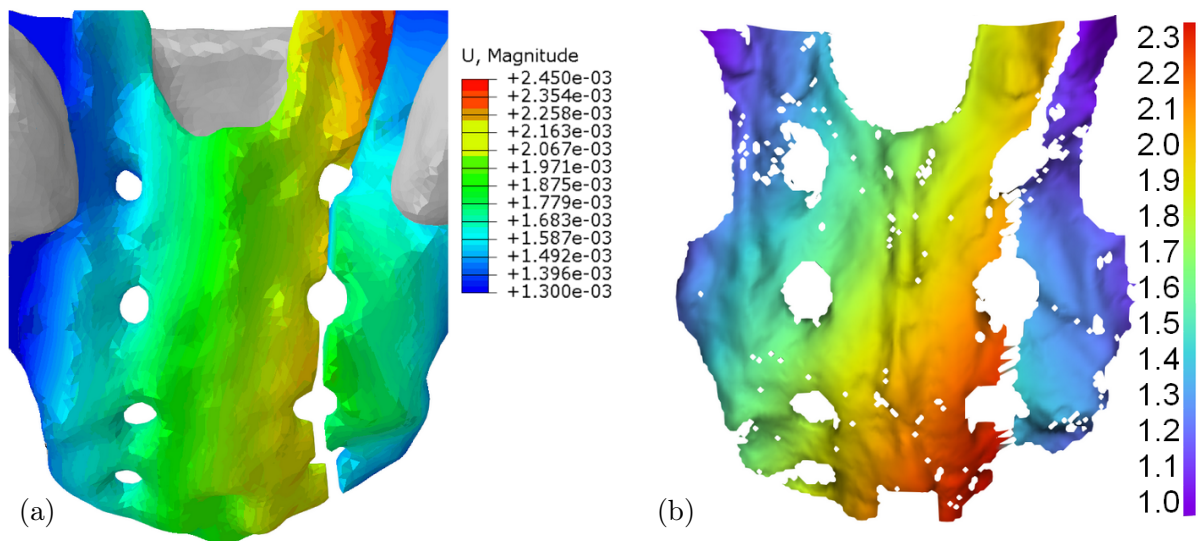 U, Magnitude
+2.450e-03
+2.354e-03
+2.258e-03
+2.163e-03
+2.067e-03
+1.971e-03
+1.875e-03
+1.779e-03
+1.683e-03
+1.587e-03
+1.492e-03
+1.396e-03
+1.300e-03
(a)
2.3
2.2
2.1
2.0
1.9
1.8
1.7
1.6
1.5
1.4
1.3
1.2
1.1
1.0
(b)